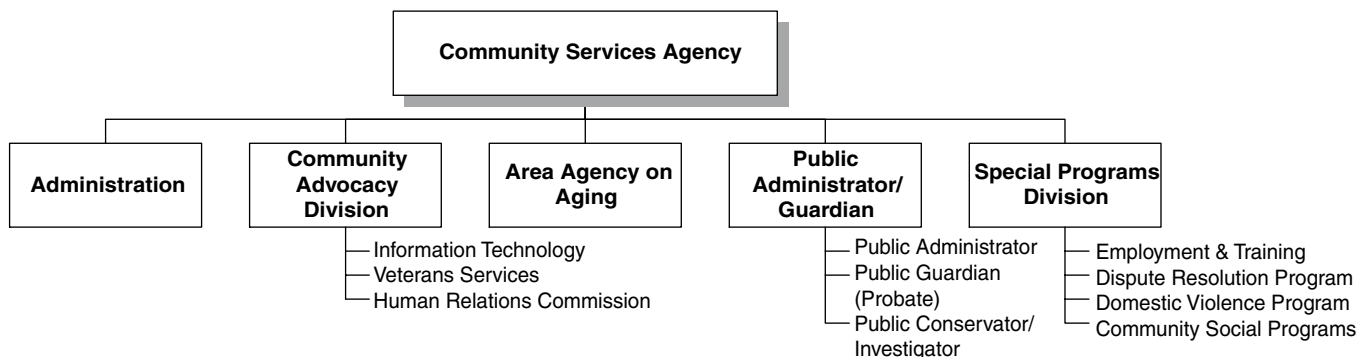 Community Services Agency
Administration
Community
Advocacy
Division
Area Agency on
Aging
Public
Administrator/
Guardian
Special Programs
Division
Information Technology
Veterans Services
Human Relations Commission
Public Administrator
Public Guardian
(Probate)
Public Conservator/
Investigator
Employment & Training
Dispute Resolution Program
Domestic Violence Program
Community Social Programs